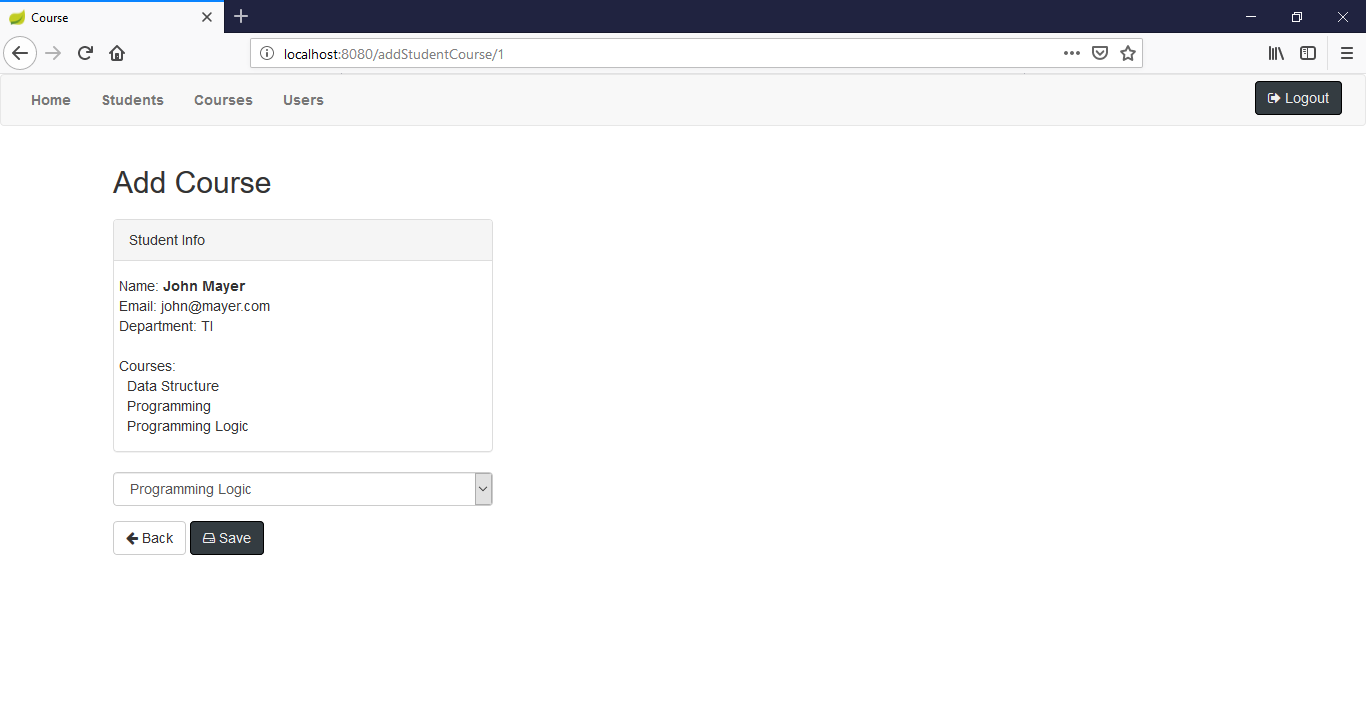 Course
localhost:8080/addStudentCourse/1
Home Students Courses Users Logout
Add Course
Student Info
Name: John Mayer
Email: john@mayer.com
Department: TI
Courses:
Data Structure
Programming
Programming Logic
Programming Logic
Back Save